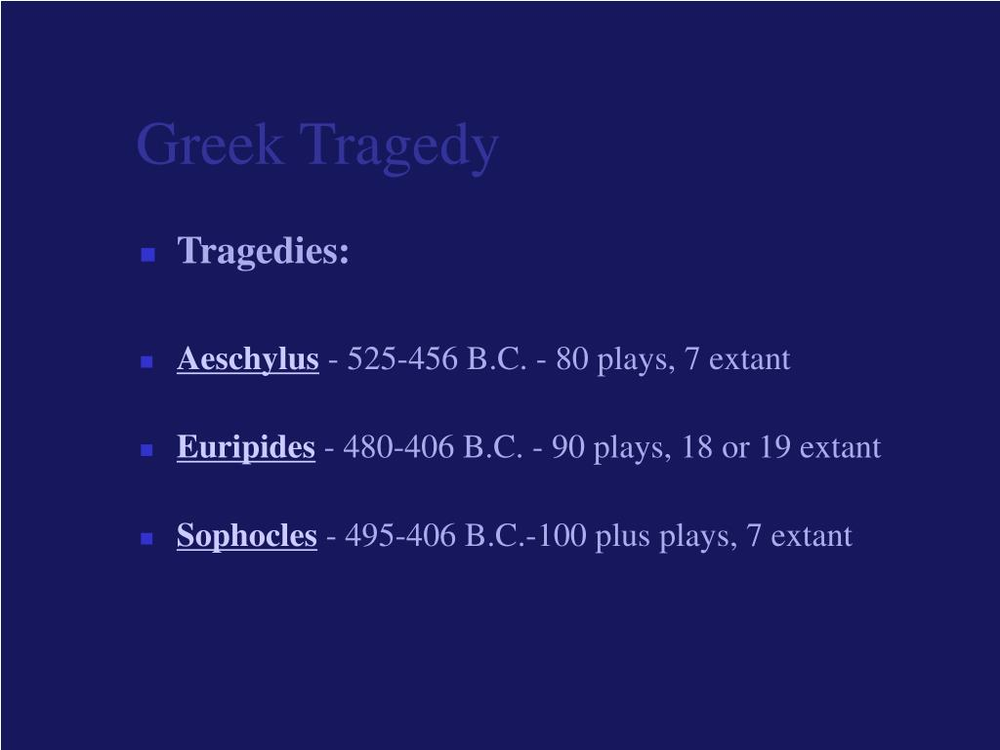 Greek Tragedy
Tragedies:
Aeschylus - 525-456 B.C. - 80 plays, 7 extant
Euripides - 480-406 B.C. - 90 plays, 18 or 19 extant
Sophocles - 495-406 B.C.-100 plus plays, 7 extant